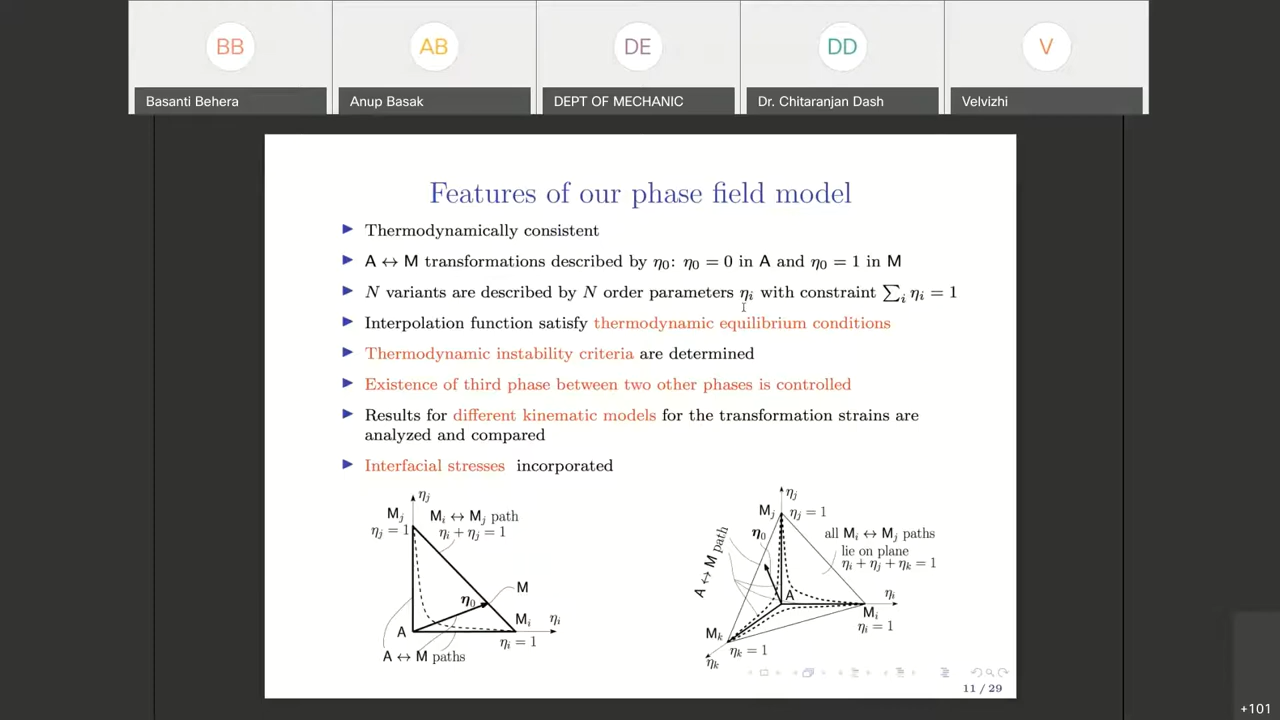 BB
AB
DE
DD
V
Basanti Behera
Anup Basak
DEPT OF MECHANIC
Dr. Chitaranjan Dash
Velvizhi
Features of our phase field model
Thermodynamically consistent
A ↔ M transformations described by η₀: η₀ = 0 in A and η₀ = 1 in M
N variants are described by N order parameters ηᵢ with constraint ∑ᵢ ηᵢ = 1
Interpolation function satisfy thermodynamic equilibrium conditions
Thermodynamic instability criteria are determined
Existence of third phase between two other phases is controlled
Results for different kinematic models for the transformation strains are
analyzed and compared
Interfacial stresses incorporated
ηⱼ
Mⱼ
ηⱼ = 1
Mᵢ ↔ Mⱼ path
ηᵢ + ηⱼ = 1
M
η₀
Mᵢ
ηᵢ
A
ηᵢ = 1
A ↔ M paths
ηⱼ
Mⱼ
ηⱼ = 1
η₀
all Mᵢ ↔ Mⱼ paths
lie on plane
ηᵢ + ηⱼ + ηₖ = 1
A ↔ M path
A
ηᵢ
Mᵢ
ηᵢ = 1
Mₖ
ηₖ = 1
ηₖ
11 / 29
+101